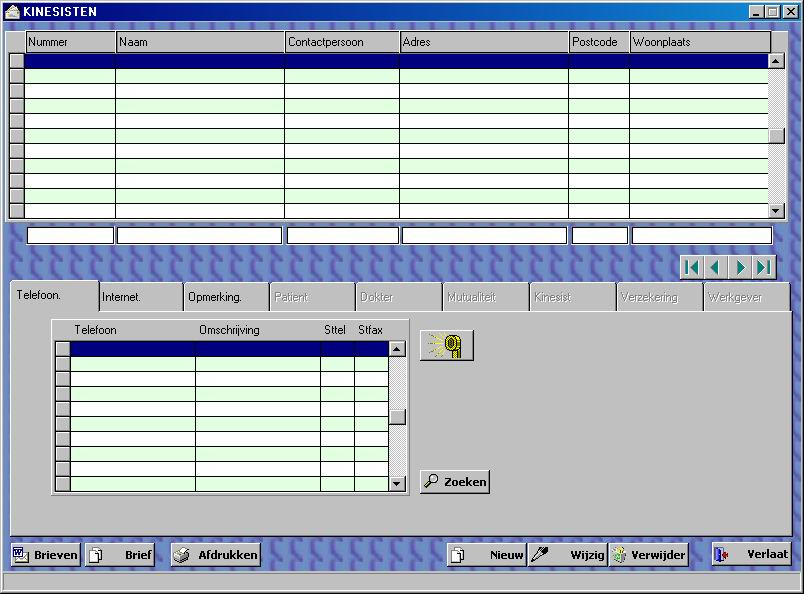 KINESISTEN
Nummer Naam Contactpersoon Adres Postcode Woonplaats
Telefoon. Internet. Opmerking. Patient Dokter Mutualiteit Kinesist Verzekering Werkgever
Telefoon Omschrijving Sttel Stfax
Zoeken
Brieven Brief Afdrukken Nieuw Wijzig Verwijder Verlaat